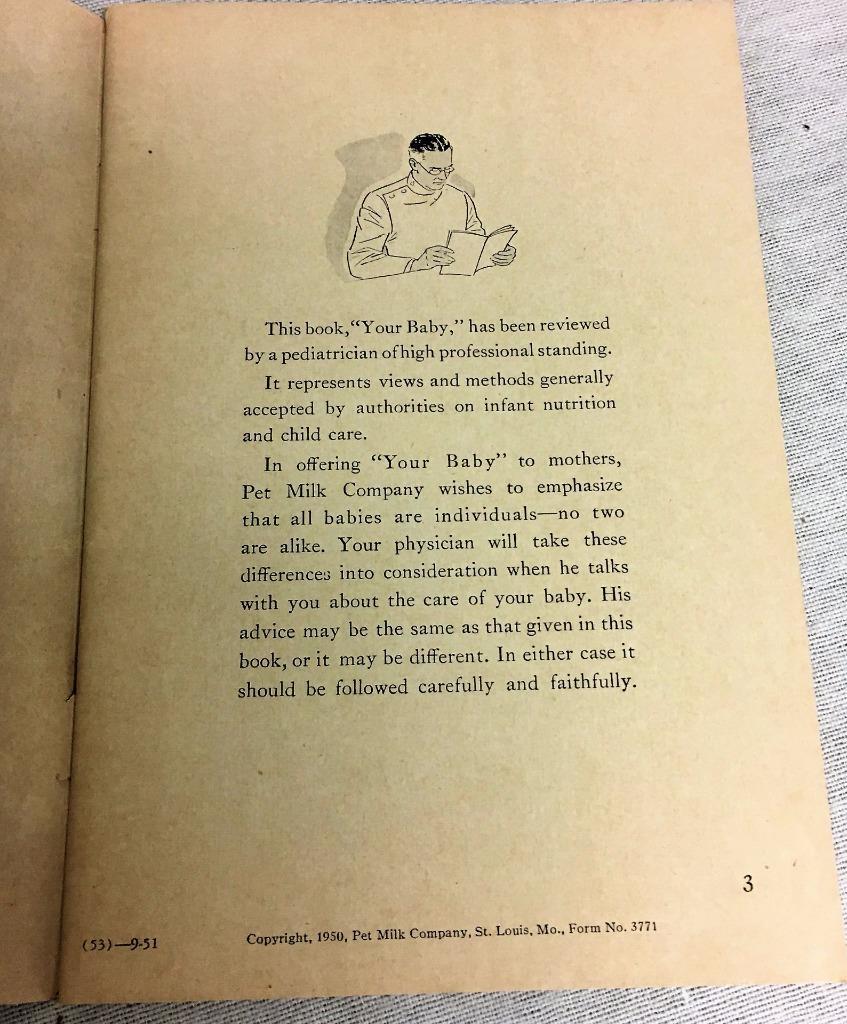 This book, “Your Baby,” has been reviewed
by a pediatrician of high professional standing.
It represents views and methods generally
accepted by authorities on infant nutrition
and child care.
In offering “Your Baby” to mothers,
Pet Milk Company wishes to emphasize
that all babies are individuals—no two
are alike. Your physician will take these
differences into consideration when he talks
with you about the care of your baby. His
advice may be the same as that given in this
book, or it may be different. In either case it
should be followed carefully and faithfully.
3
(53)—9-51
Copyright, 1950, Pet Milk Company, St. Louis, Mo., Form No. 3771